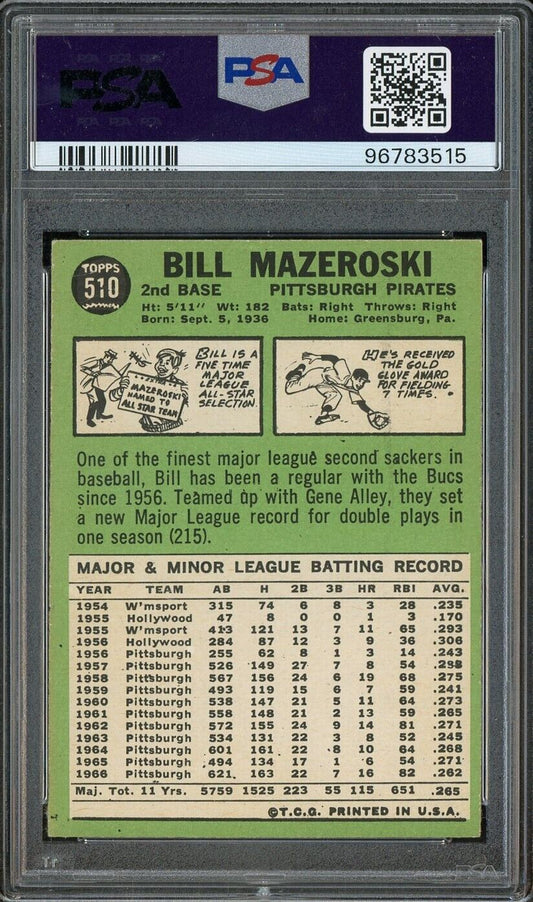 PSA
PSA
96783515
TOPPS
510
BILL MAZEROSKI
2nd BASE PITTSBURGH PIRATES
Ht: 5'11" Wt: 182 Bats: Right Throws: Right
Born: Sept. 5, 1936 Home: Greensburg, Pa.
MAZEROSKI
NAMED TO
ALL STAR TEAM
BILL IS A
FIVE TIME
MAJOR
LEAGUE
ALL-STAR
SELECTION.
HE'S RECEIVED
THE GOLD
GLOVE AWARD
FOR FIELDING
7 TIMES.
One of the finest major league second sackers in
baseball, Bill has been a regular with the Bucs
since 1956. Teamed up with Gene Alley, they set
a new Major League record for double plays in
one season (215).
MAJOR & MINOR LEAGUE BATTING RECORD
YEAR TEAM AB H 2B 3B HR RBI AVG.
1954 W'msport 315 74 6 8 3 28 .235
1955 Hollywood 47 8 0 0 1 3 .170
1955 W'msport 413 121 13 7 11 65 .293
1956 Hollywood 284 87 12 3 9 36 .306
1956 Pittsburgh 255 62 8 1 3 14 .243
1957 Pittsburgh 526 149 27 7 8 54 .298
1958 Pittsburgh 567 156 24 6 19 68 .275
1959 Pittsburgh 493 119 15 6 7 59 .241
1960 Pittsburgh 538 147 21 5 11 64 .273
1961 Pittsburgh 558 148 21 2 13 59 .265
1962 Pittsburgh 572 155 24 9 14 81 .271
1963 Pittsburgh 534 131 22 3 8 52 .245
1964 Pittsburgh 601 161 22 8 10 64 .268
1965 Pittsburgh 494 134 17 1 6 54 .271
1966 Pittsburgh 621 163 22 7 16 82 .262
Maj. Tot. 11 Yrs. 5759 1525 223 55 115 651 .265
©T.C.G. PRINTED IN U.S.A.
PSA